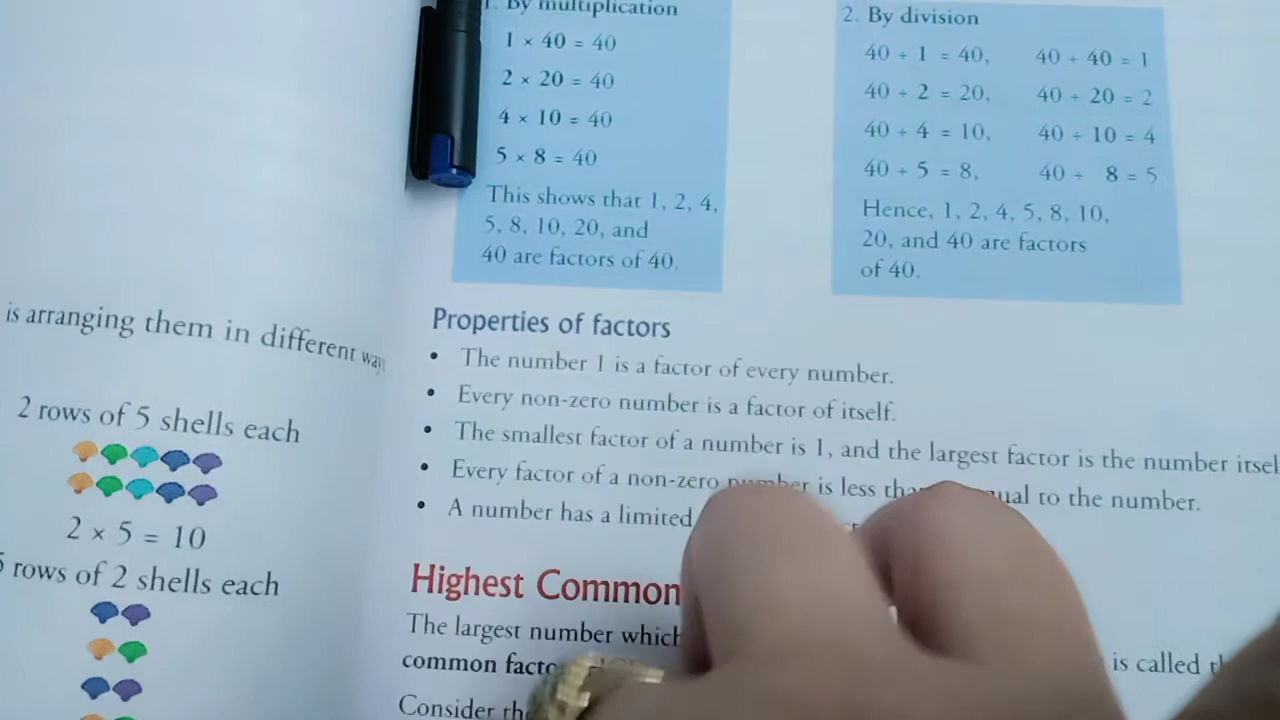 is arranging them in different
2 rows of 5 shells each
2 × 5 = 10
rows of 2 shells each
1. By multiplication
1 × 40 = 40
2 × 20 = 40
4 × 10 = 40
5 × 8 = 40
This shows that 1, 2, 4,
5, 8, 10, 20, and
40 are factors of 40.
2. By division
40 ÷ 1 = 40, 40 ÷ 40 = 1
40 ÷ 2 = 20, 40 ÷ 20 = 2
40 ÷ 4 = 10, 40 ÷ 10 = 4
40 ÷ 5 = 8, 40 ÷ 8 = 5
Hence, 1, 2, 4, 5, 8, 10,
20, and 40 are factors
of 40.
Properties of factors
• The number 1 is a factor of every number.
• Every non-zero number is a factor of itself.
• The smallest factor of a number is 1, and the largest factor is the number
• Every factor of a non-zero number is less to the number.
• A number has a limited
Highest Common
The largest number which is called
common
Consider